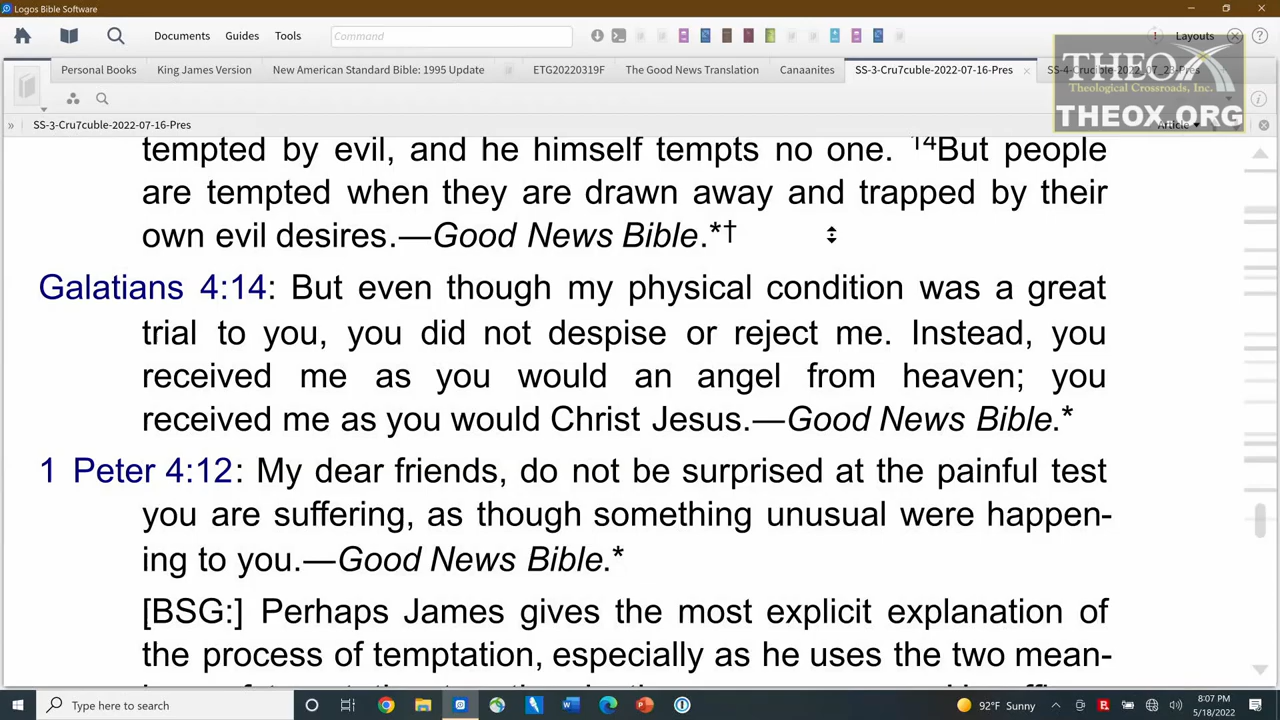 Logos Bible Software
Documents Guides Tools Command Layouts
Personal Books King James Version New American St Update ETG20220319F The Good News Translation Canaanites SS-3-Cru7cuble-2022-07-16-Pres SS-4-Crucible-2022_07_23-Pres
THEOX
Theological Crossroads, Inc.
THEOX.ORG
SS-3-Cru7cuble-2022-07-16-Pres Article
tempted by evil, and he himself tempts no one. 14But people
are tempted when they are drawn away and trapped by their
own evil desires.—Good News Bible.*†
Galatians 4:14: But even though my physical condition was a great
trial to you, you did not despise or reject me. Instead, you
received me as you would an angel from heaven; you
received me as you would Christ Jesus.—Good News Bible.*
1 Peter 4:12: My dear friends, do not be surprised at the painful test
you are suffering, as though something unusual were happen-
ing to you.—Good News Bible.*
[BSG:] Perhaps James gives the most explicit explanation of
the process of temptation, especially as he uses the two mean-
Type here to search
92°F Sunny
8:07 PM
5/18/2022